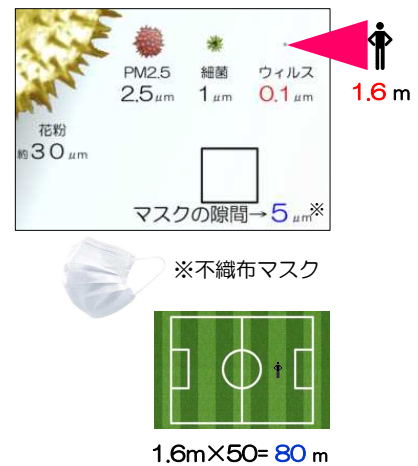 PM2.5
2.5μm
細菌
1μm
ウィルス
0.1μm
1.6 m
花粉
約30μm
マスクの隙間→5μm※
※不織布マスク
1.6m×50= 80 m